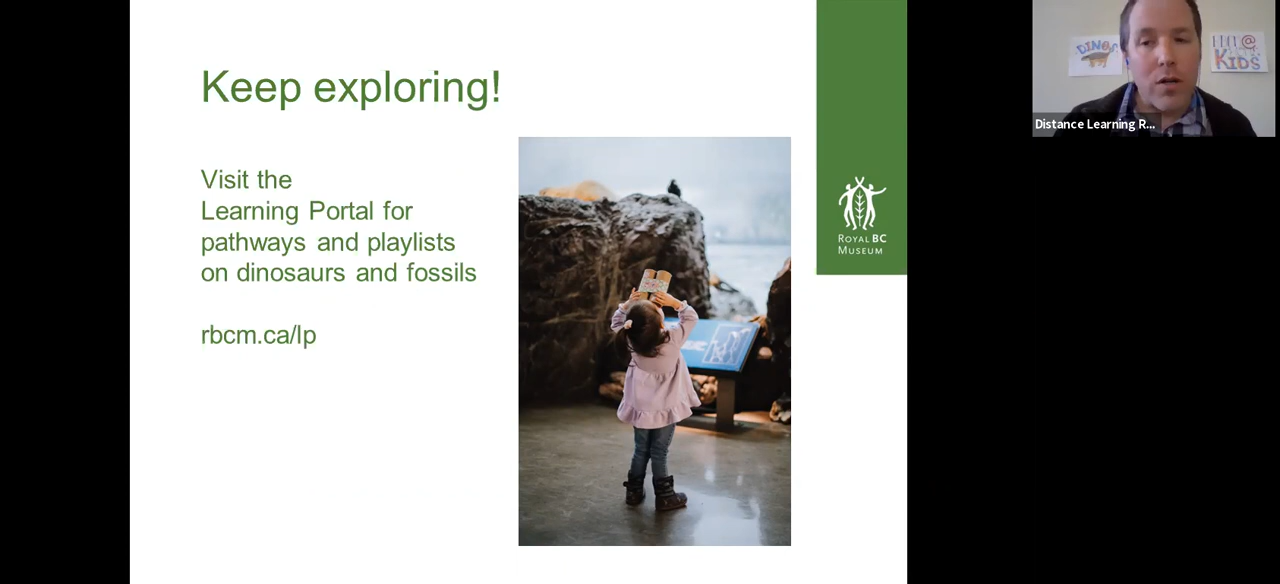 Keep exploring!
Visit the
Learning Portal for
pathways and playlists
on dinosaurs and fossils
rbcm.ca/lp
ROYAL BC
MUSEUM
DINOS
@
KIDS
Distance Learning R...